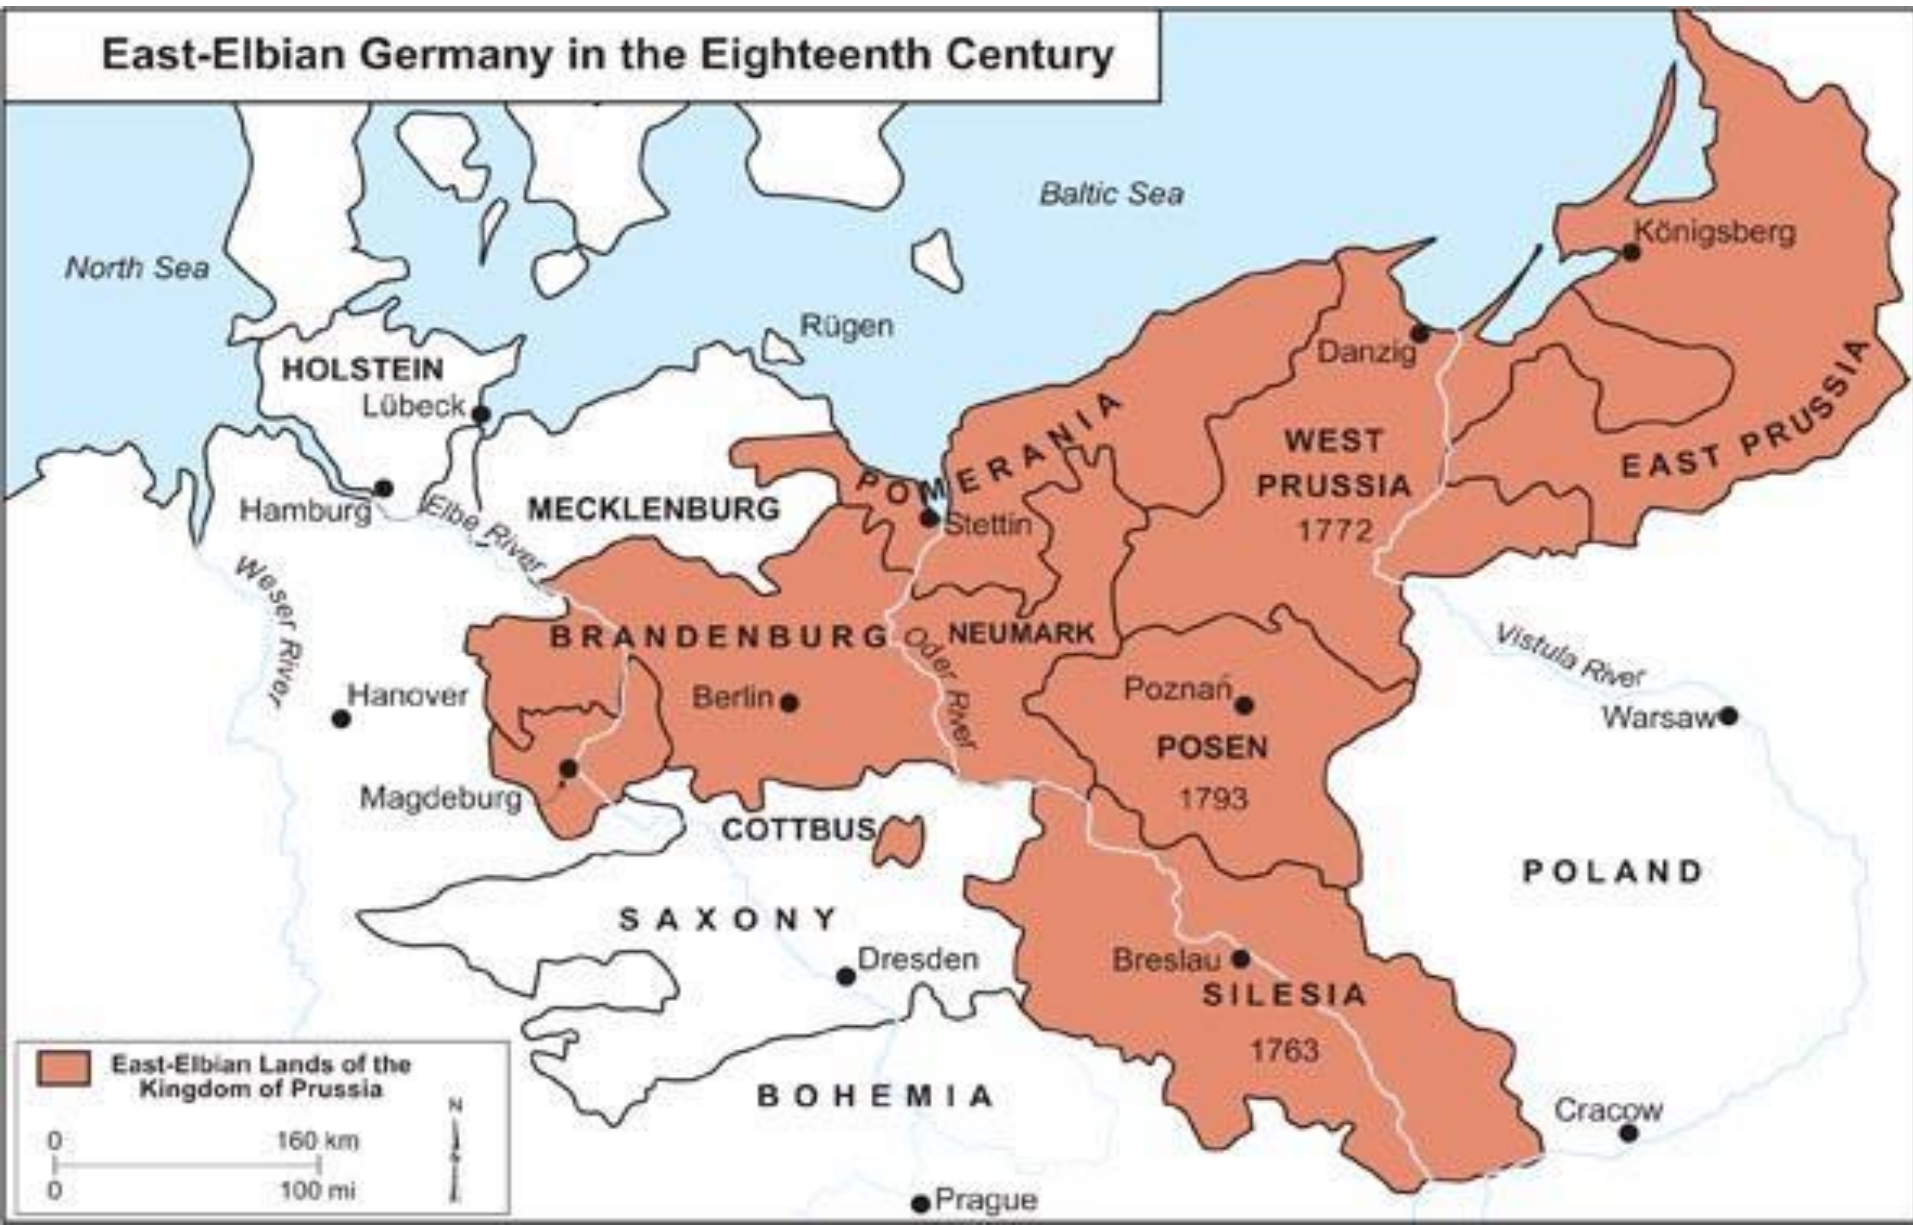 East-Elbian Germany in the Eighteenth Century
Baltic Sea
North Sea
Königsberg
Rügen
HOLSTEIN
Lübeck
Danzig
POMERANIA
WEST
PRUSSIA
1772
EAST PRUSSIA
Hamburg
Elbe River
MECKLENBURG
Stettin
Weser River
BRANDENBURG
Oder River
NEUMARK
Vistula River
Hanover
Berlin
Poznań
Warsaw
POSEN
1793
Magdeburg
COTTBUS
POLAND
SAXONY
Dresden
Breslau
SILESIA
1763
BOHEMIA
Cracow
Prague
East-Elbian Lands of the
Kingdom of Prussia
N
0 160 km
0 100 mi